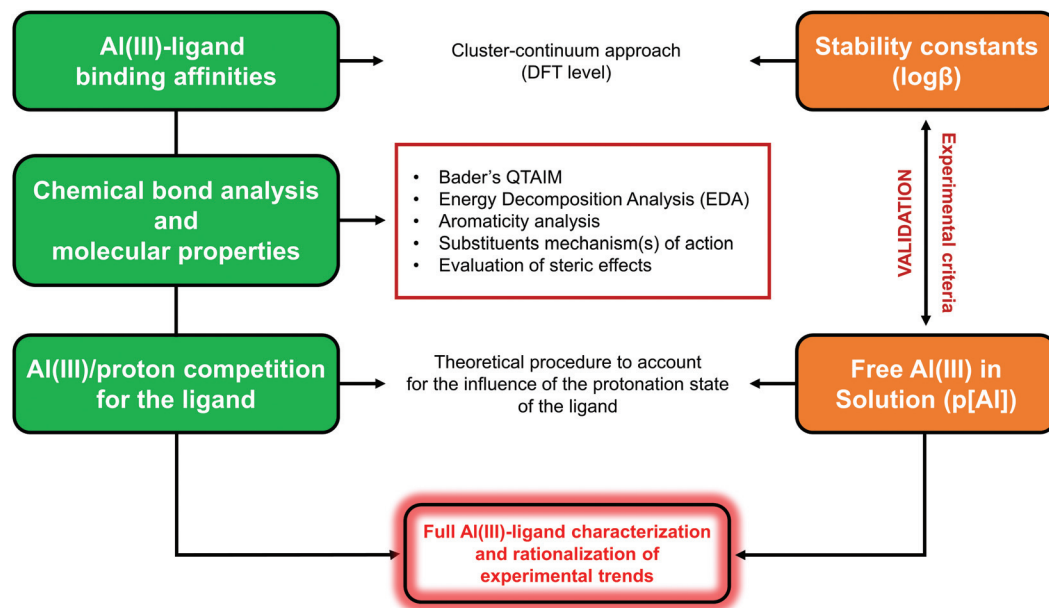 Al(III)-ligand
binding affinities
Cluster-continuum approach
(DFT level)
Stability constants
(logβ)
Chemical bond analysis
and
molecular properties
• Bader's QTAIM
• Energy Decomposition Analysis (EDA)
• Aromaticity analysis
• Substituents mechanism(s) of action
• Evaluation of steric effects
VALIDATION
Experimental criteria
Al(III)/proton competition
for the ligand
Theoretical procedure to account
for the influence of the protonation state
of the ligand
Free Al(III) in
Solution (p[Al])
Full Al(III)-ligand characterization
and rationalization of
experimental trends